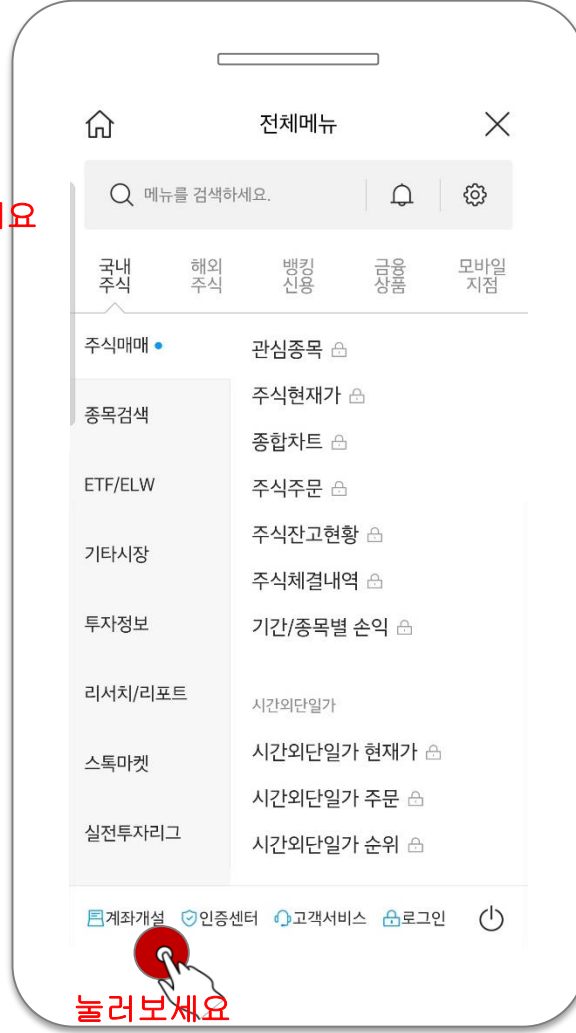 전체메뉴
메뉴를 검색하세요.
요
국내 주식
해외 주식
뱅킹 신용
금융 상품
모바일 지점
주식매매
종목검색
ETF/ELW
기타시장
투자정보
리서치/리포트
스톡마켓
실전투자리그
관심종목
주식현재가
종합차트
주식주문
주식잔고현황
주식체결내역
기간/종목별 손익
시간외단일가
시간외단일가 현재가
시간외단일가 주문
시간외단일가 순위
계좌개설 인증센터 고객서비스 로그인
눌러보세요